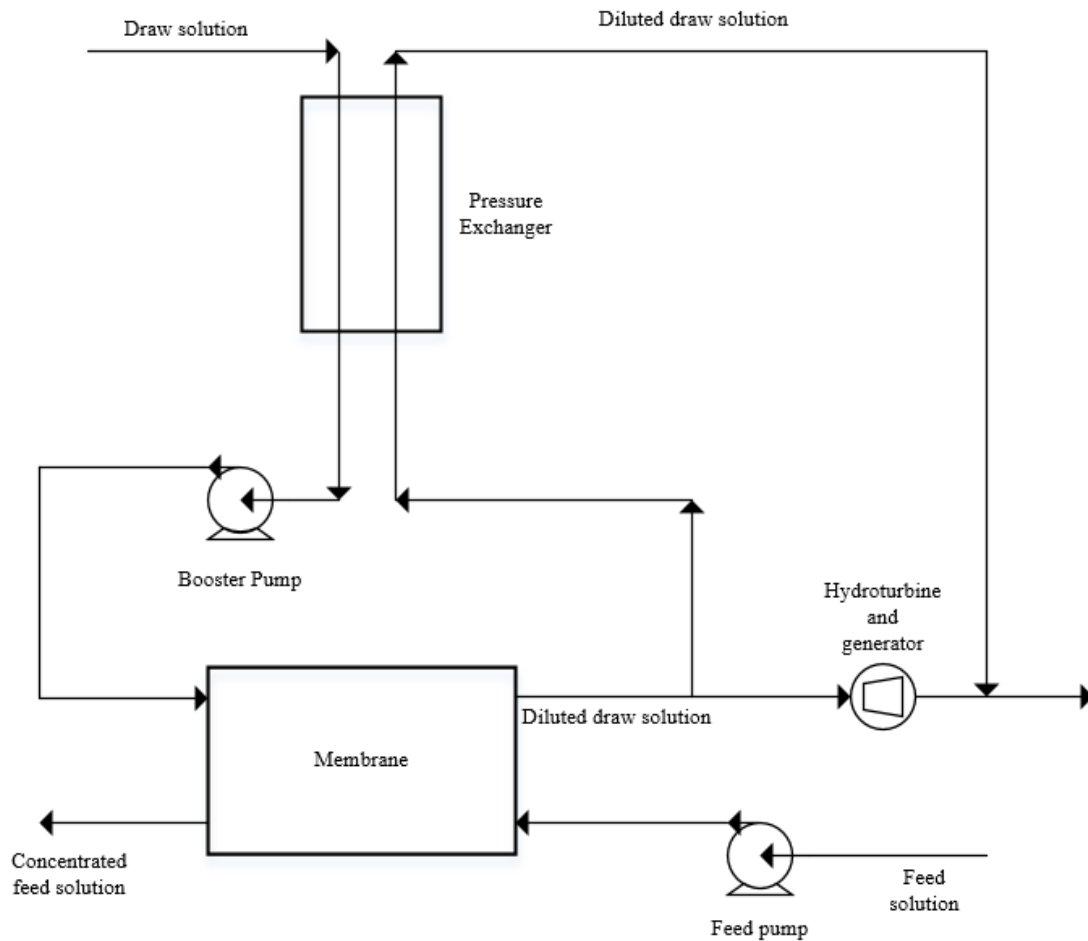 Draw solution
Diluted draw solution
Pressure
Exchanger
Booster Pump
Hydroturbine
and
generator
Diluted draw solution
Membrane
Concentrated
feed solution
Feed
solution
Feed pump